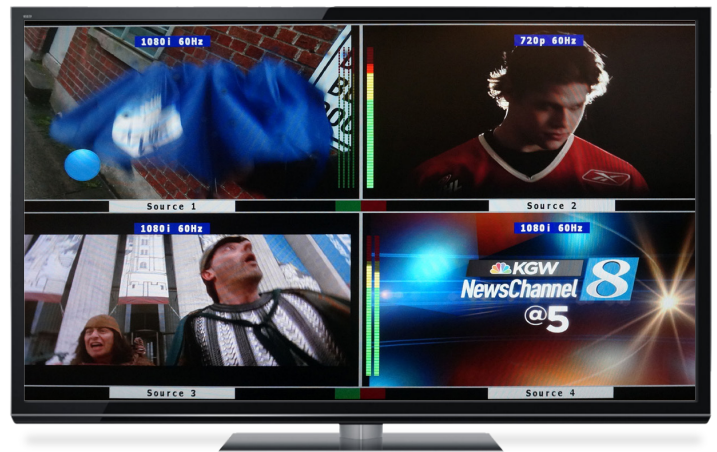 1080i 60Hz
720p 60Hz
Source 1
Source 2
1080i 60Hz
1080i 60Hz
KGW
NewsChannel 8
@5
Source 3
Source 4